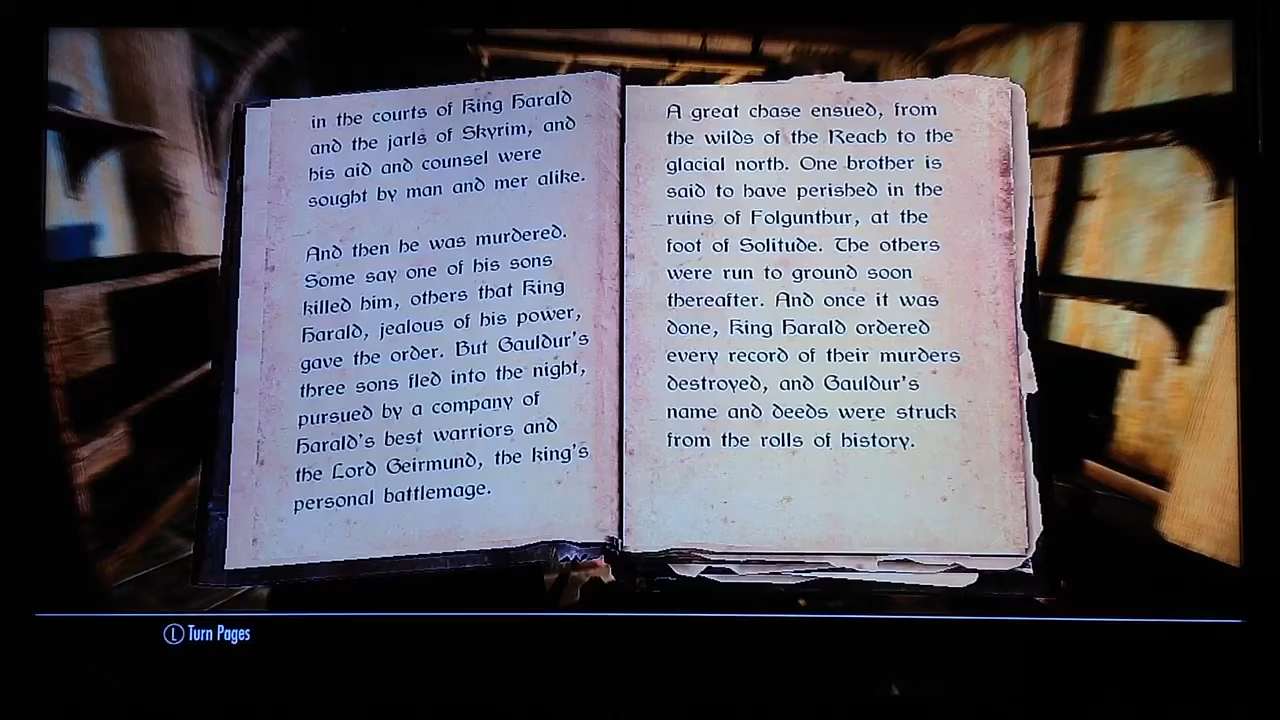 in the courts of King Harald
and the jarls of Skyrim, and
his aid and counsel were
sought by man and mer alike.
And then he was murdered.
Some say one of his sons
killed him, others that King
Harald, jealous of his power,
gave the order. But Gauldur's
three sons fled into the night,
pursued by a company of
Harald's best warriors and
the Lord Geirmund, the king's
personal battlemage.
A great chase ensued, from
the wilds of the Reach to the
glacial north. One brother is
said to have perished in the
ruins of Folgunthur, at the
foot of Solitude. The others
were run to ground soon
thereafter. And once it was
done, King Harald ordered
every record of their murders
destroyed, and Gauldur's
name and deeds were struck
from the rolls of history.
L Turn Pages